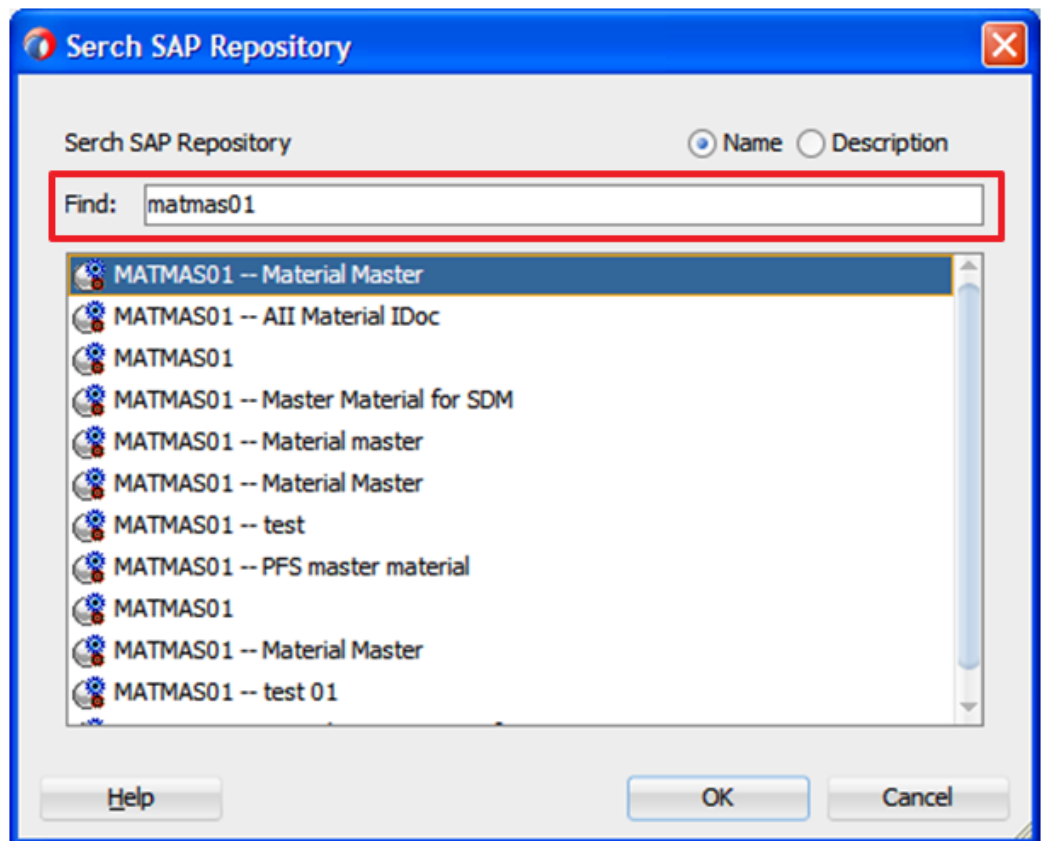 Serch SAP Repository
Serch SAP Repository Name Description
Find: matmas01
MATMAS01 -- Material Master
MATMAS01 -- AII Material IDoc
MATMAS01
MATMAS01 -- Master Material for SDM
MATMAS01 -- Material master
MATMAS01 -- Material Master
MATMAS01 -- test
MATMAS01 -- PFS master material
MATMAS01
MATMAS01 -- Material Master
MATMAS01 -- test 01
Help OK Cancel